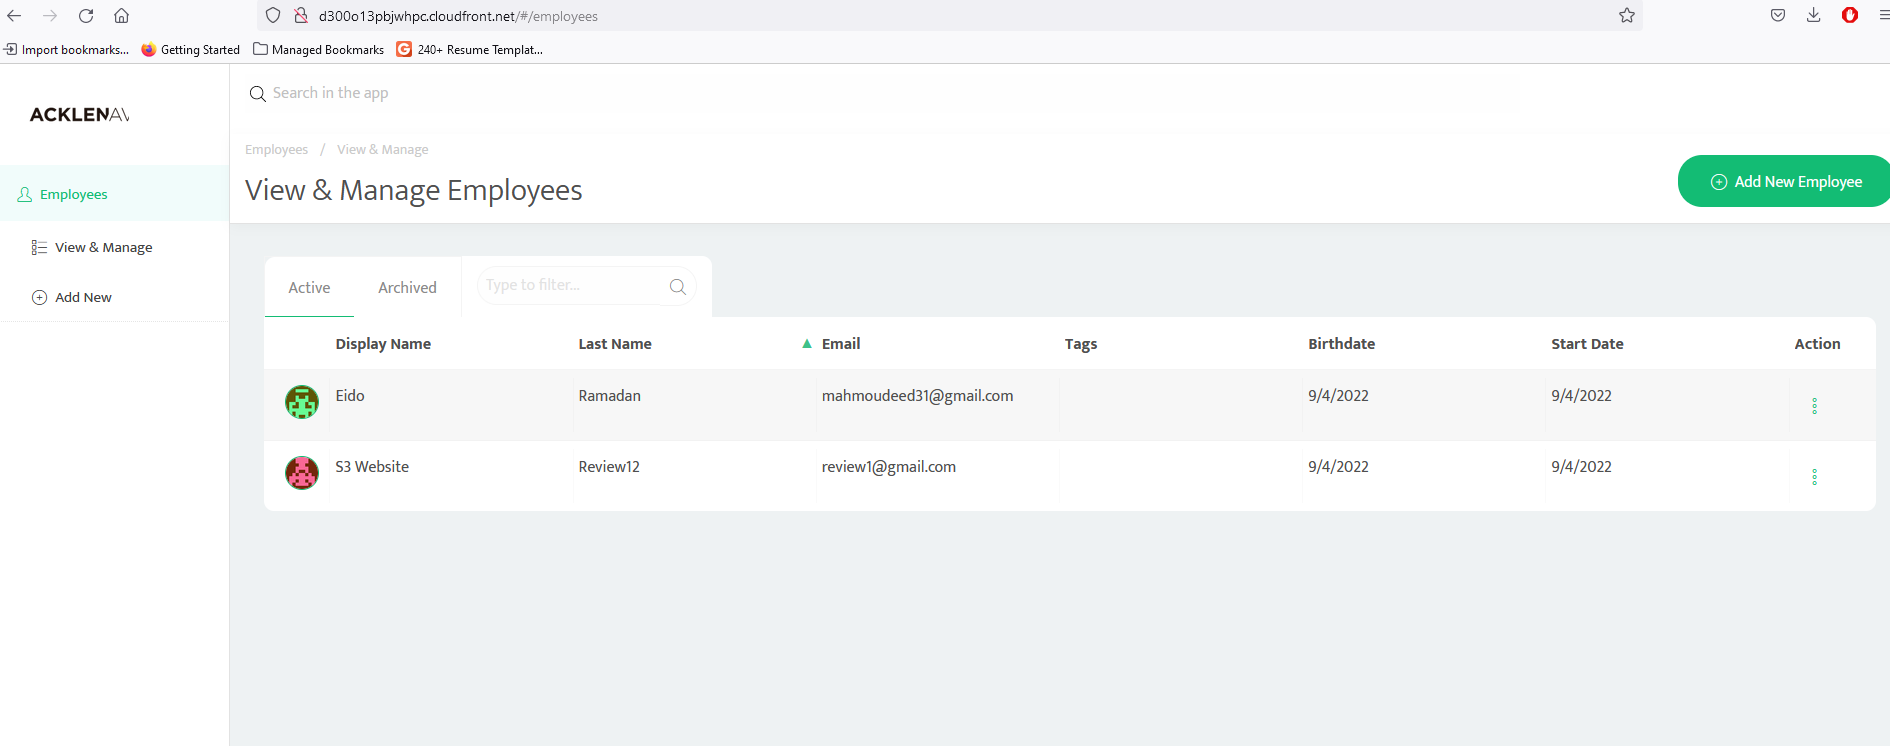 d300o13pbjwhpc.cloudfront.net/#/employees
Import bookmarks... Getting Started Managed Bookmarks 240+ Resume Templat...
Search in the app
ACKLENAV
Employees / View & Manage
View & Manage Employees
Add New Employee
Employees
View & Manage
Add New
Active Archived Type to filter...
Display Name Last Name ▲ Email Tags Birthdate Start Date Action
Eido Ramadan mahmoudeed31@gmail.com 9/4/2022 9/4/2022
S3 Website Review12 review1@gmail.com 9/4/2022 9/4/2022